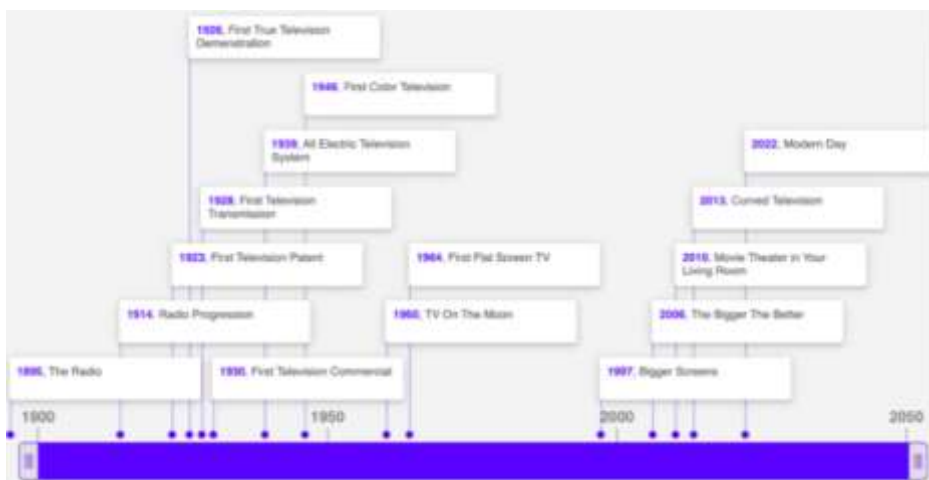 1926, First True Television
Demonstration
1946, First Color Television
1939, All Electric Television
System
2022, Modern Day
1928, First Television
Transmission
2013, Curved Television
1923, First Television Patent
1964, First Flat Screen TV
2010, Movie Theater in Your
Living Room
1914, Radio Progression
1960, TV On The Moon
2006, The Bigger The Better
1895, The Radio
1930, First Television Commercial
1997, Bigger Screens
1900
1950
2000
2050